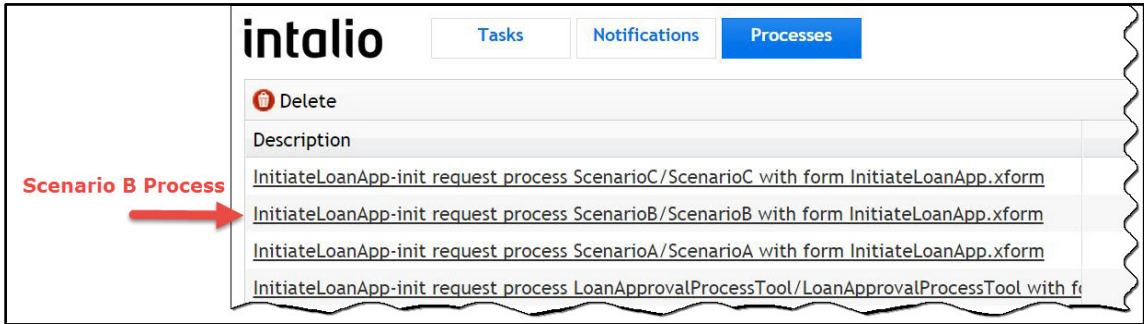 intalio
Tasks
Notifications
Processes
Delete
Description
InitiateLoanApp-init request process ScenarioC/ScenarioC with form InitiateLoanApp.xform
Scenario B Process
InitiateLoanApp-init request process ScenarioB/ScenarioB with form InitiateLoanApp.xform
InitiateLoanApp-init request process ScenarioA/ScenarioA with form InitiateLoanApp.xform
InitiateLoanApp-init request process LoanApprovalProcessTool/LoanApprovalProcessTool with